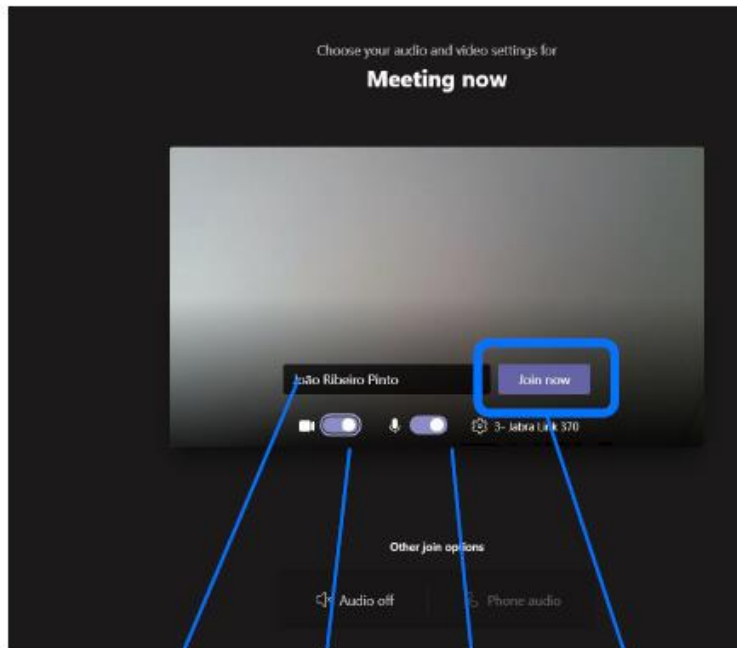 Choose your audio and video settings for
Meeting now
João Ribeiro Pinto
Join now
3- Jabra Link 370
Other join options
Audio off
Phone audio